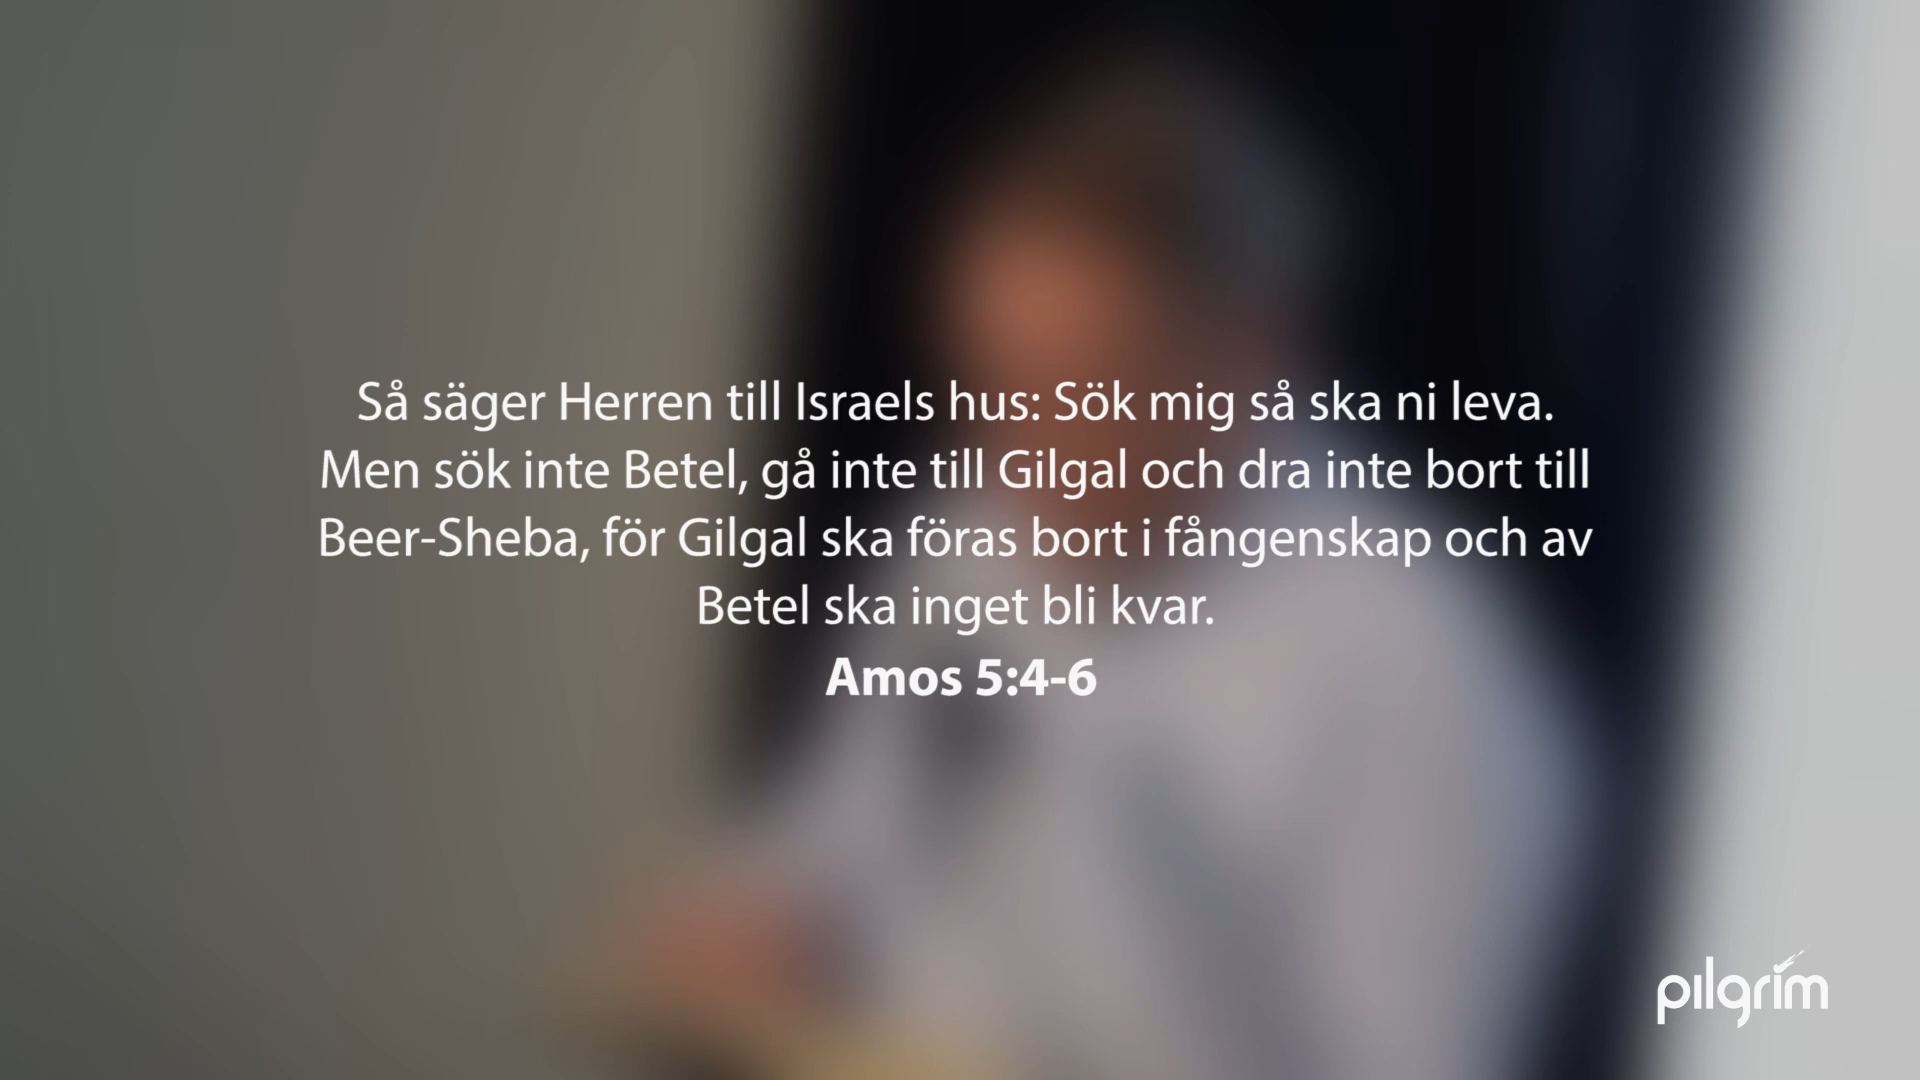 Så säger Herren till Israels hus: Sök mig så ska ni leva.
Men sök inte Betel, gå inte till Gilgal och dra inte bort till
Beer-Sheba, för Gilgal ska föras bort i fångenskap och av
Betel ska inget bli kvar.
Amos 5:4-6
pilgrim